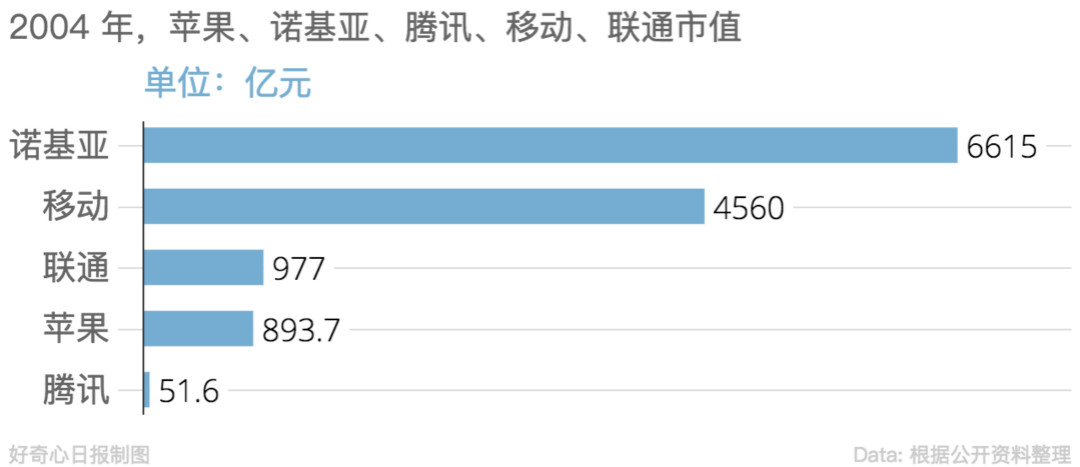 2004 年，苹果、诺基亚、腾讯、移动、联通市值
单位：亿元
诺基亚 6615
移动 4560
联通 977
苹果 893.7
腾讯 51.6
好奇心日报制图 Data: 根据公开资料整理